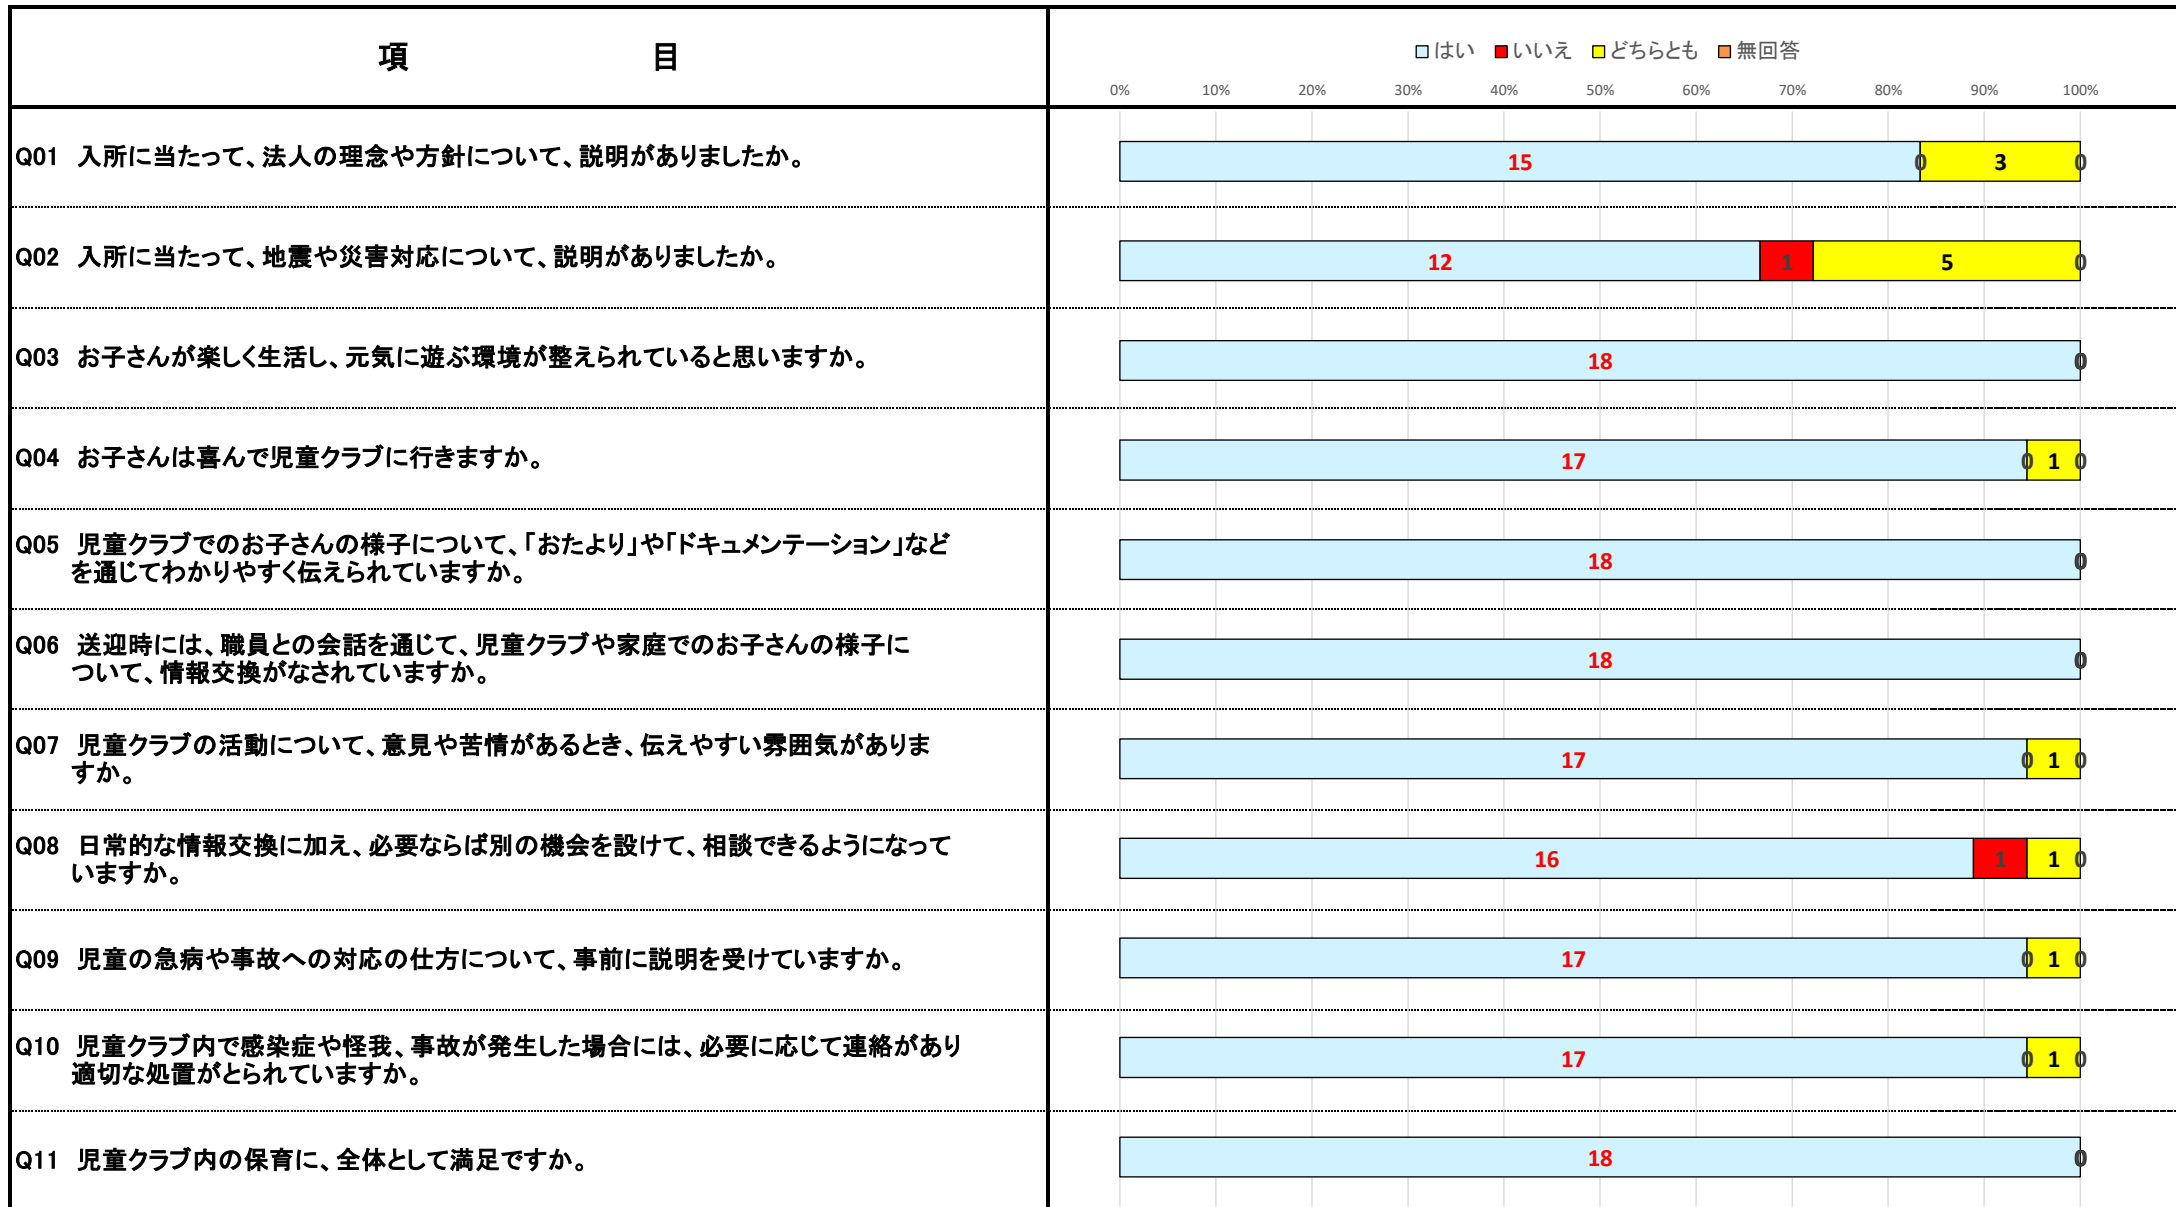 項 目
はい いいえ どちらとも 無回答
0% 10% 20% 30% 40% 50% 60% 70% 80% 90% 100%
Q01 入所に当たって、法人の理念や方針について、説明がありましたか。
15 0 3 0
Q02 入所に当たって、地震や災害対応について、説明がありましたか。
12 1 5 0
Q03 お子さんが楽しく生活し、元気に遊ぶ環境が整えられていると思いますか。
18 0
Q04 お子さんは喜んで児童クラブに行きますか。
17 0 1 0
Q05 児童クラブでのお子さんの様子について、「おたより」や「ドキュメンテーション」など
を通じてわかりやすく伝えられていますか。
18 0
Q06 送迎時には、職員との会話を通じて、児童クラブや家庭でのお子さんの様子に
ついて、情報交換がなされていますか。
18 0
Q07 児童クラブの活動について、意見や苦情があるとき、伝えやすい雰囲気がありま
すか。
17 0 1 0
Q08 日常的な情報交換に加え、必要ならば別の機会を設けて、相談できるようになって
いますか。
16 1 1 0
Q09 児童の急病や事故への対応の仕方について、事前に説明を受けていますか。
17 0 1 0
Q10 児童クラブ内で感染症や怪我、事故が発生した場合には、必要に応じて連絡があり
適切な処置がとられていますか。
17 0 1 0
Q11 児童クラブ内の保育に、全体として満足ですか。
18 0